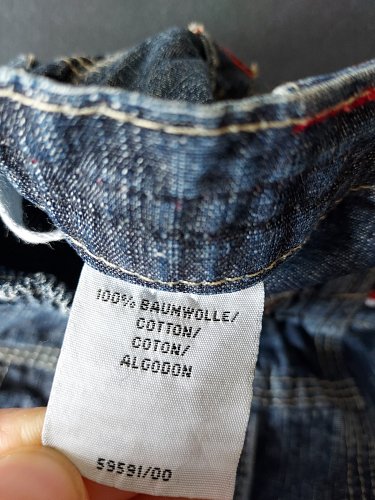 100% BAUMWOLLE/
COTTON/
COTON/
ALGODON
59591/00